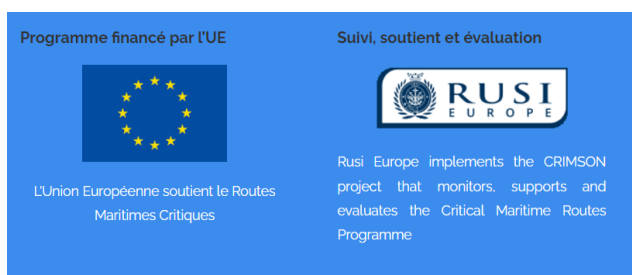 Programme financé par l'UE
L'Union Européenne soutient le Routes
Maritimes Critiques
Suivi, soutient et évaluation
RUSI
EUROPE
Rusi Europe implements the CRIMSON
project that monitors, supports and
evaluates the Critical Maritime Routes
Programme